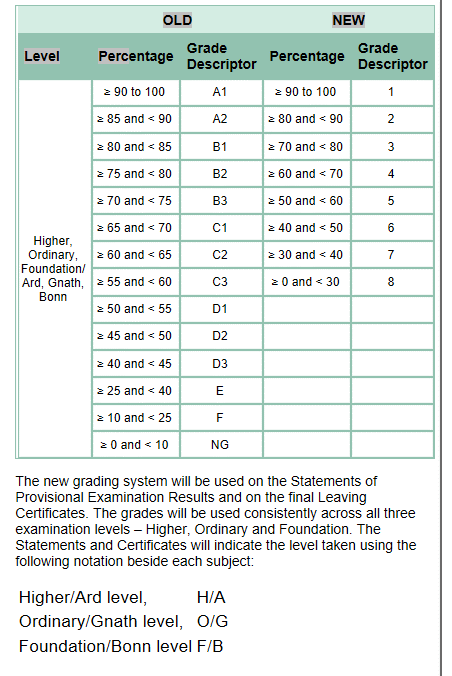 OLD NEW
Level Percentage Grade Descriptor Percentage Grade Descriptor
Higher, Ordinary, Foundation/ Ard, Gnath, Bonn
≥ 90 to 100 A1 ≥ 90 to 100 1
≥ 85 and < 90 A2 ≥ 80 and < 90 2
≥ 80 and < 85 B1 ≥ 70 and < 80 3
≥ 75 and < 80 B2 ≥ 60 and < 70 4
≥ 70 and < 75 B3 ≥ 50 and < 60 5
≥ 65 and < 70 C1 ≥ 40 and < 50 6
≥ 60 and < 65 C2 ≥ 30 and < 40 7
≥ 55 and < 60 C3 ≥ 0 and < 30 8
≥ 50 and < 55 D1
≥ 45 and < 50 D2
≥ 40 and < 45 D3
≥ 25 and < 40 E
≥ 10 and < 25 F
≥ 0 and < 10 NG
The new grading system will be used on the Statements of
Provisional Examination Results and on the final Leaving
Certificates. The grades will be used consistently across all three
examination levels – Higher, Ordinary and Foundation. The
Statements and Certificates will indicate the level taken using the
following notation beside each subject:
Higher/Ard level, H/A
Ordinary/Gnath level, O/G
Foundation/Bonn level F/B